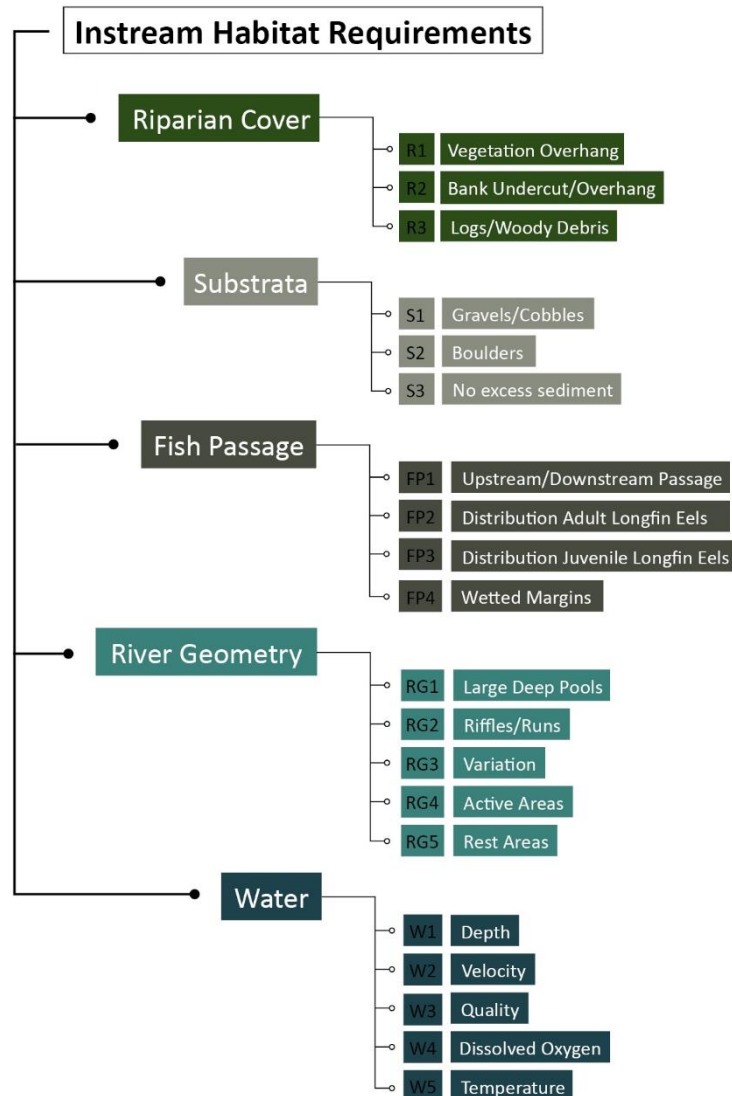 Instream Habitat Requirements
Riparian Cover
R1 Vegetation Overhang
R2 Bank Undercut/Overhang
R3 Logs/Woody Debris
Substrata
S1 Gravels/Cobbles
S2 Boulders
S3 No excess sediment
Fish Passage
FP1 Upstream/Downstream Passage
FP2 Distribution Adult Longfin Eels
FP3 Distribution Juvenile Longfin Eels
FP4 Wetted Margins
River Geometry
RG1 Large Deep Pools
RG2 Riffles/Runs
RG3 Variation
RG4 Active Areas
RG5 Rest Areas
Water
W1 Depth
W2 Velocity
W3 Quality
W4 Dissolved Oxygen
W5 Temperature